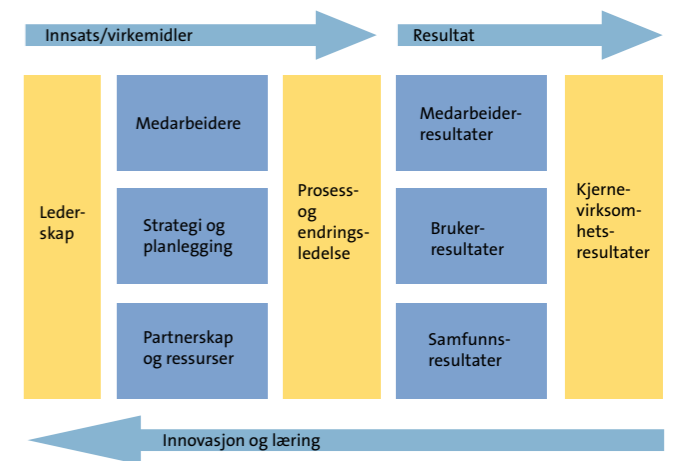 Innsats/virkemidler
Resultat
Leder-
skap
Medarbeidere
Strategi og
planlegging
Partnerskap
og ressurser
Prosess-
og
endrings-
ledelse
Medarbeider-
resultater
Bruker-
resultater
Samfunns-
resultater
Kjerne-
virksom-
hets-
resultater
Innovasjon og læring